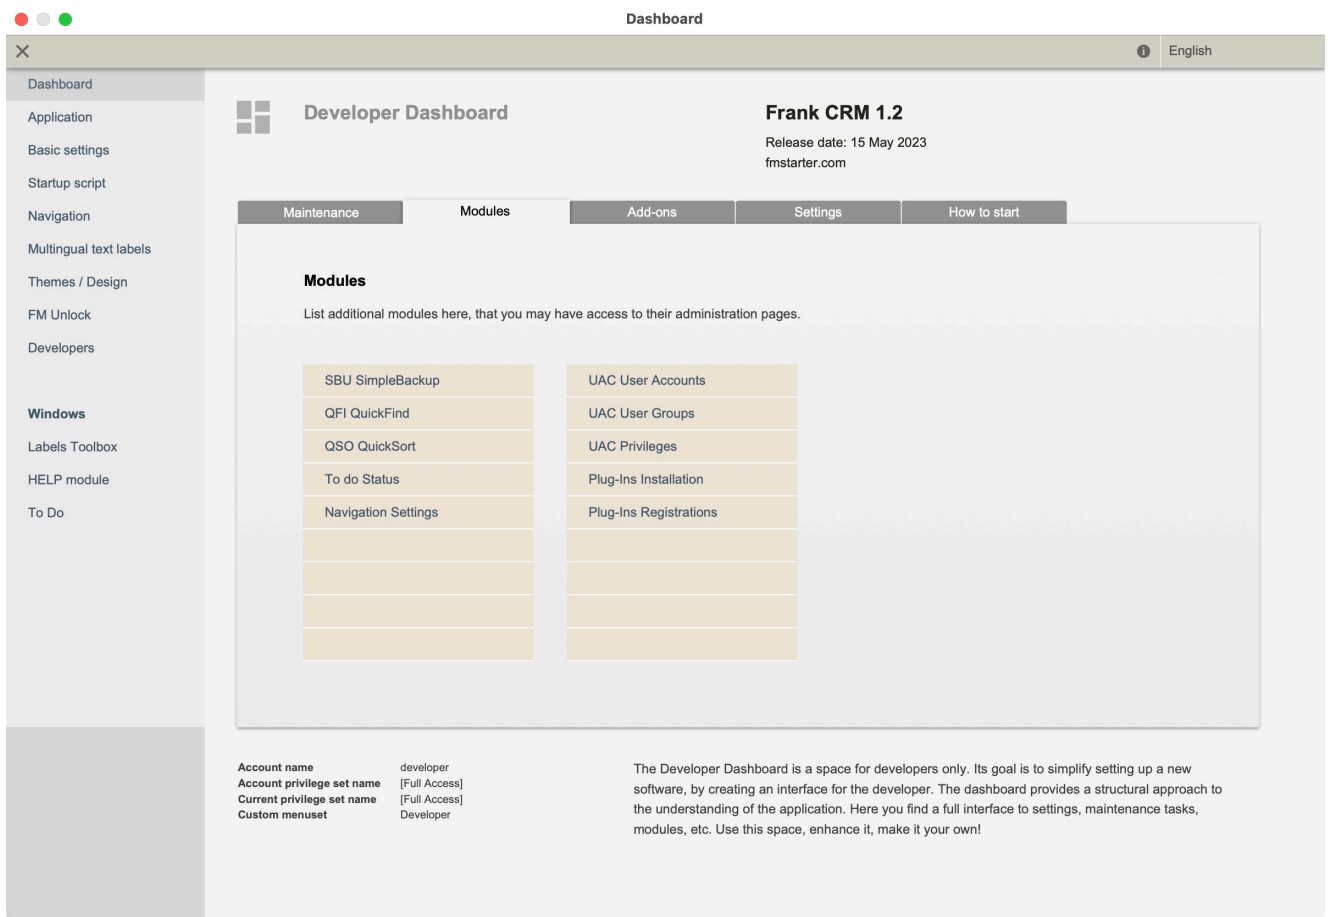 Dashboard
English
Dashboard
Application
Basic settings
Startup script
Navigation
Multingual text labels
Themes / Design
FM Unlock
Developers
Windows
Labels Toolbox
HELP module
To Do
Developer Dashboard
Frank CRM 1.2
Release date: 15 May 2023
fmstarter.com
Maintenance
Modules
Add-ons
Settings
How to start
Modules
List additional modules here, that you may have access to their administration pages.
SBU SimpleBackup
QFI QuickFind
QSO QuickSort
To do Status
Navigation Settings
UAC User Accounts
UAC User Groups
UAC Privileges
Plug-Ins Installation
Plug-Ins Registrations
Account name developer
Account privilege set name [Full Access]
Current privilege set name [Full Access]
Custom menuset Developer
The Developer Dashboard is a space for developers only. Its goal is to simplify setting up a new
software, by creating an interface for the developer. The dashboard provides a structural approach to
the understanding of the application. Here you find a full interface to settings, maintenance tasks,
modules, etc. Use this space, enhance it, make it your own!